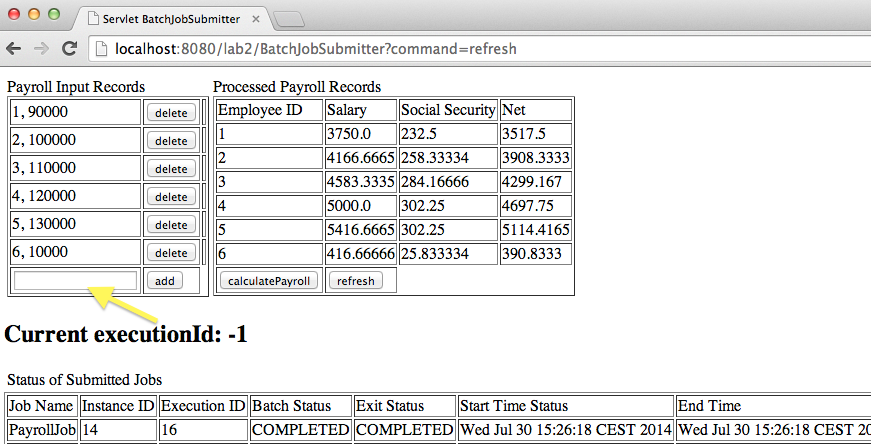 Servlet BatchJobSubmitter
localhost:8080/lab2/BatchJobSubmitter?command=refresh
Payroll Input Records
1, 90000 delete
2, 100000 delete
3, 110000 delete
4, 120000 delete
5, 130000 delete
6, 10000 delete
add
Processed Payroll Records
Employee ID Salary Social Security Net
1 3750.0 232.5 3517.5
2 4166.6665 258.33334 3908.3333
3 4583.3335 284.16666 4299.167
4 5000.0 302.25 4697.75
5 5416.6665 302.25 5114.4165
6 416.66666 25.833334 390.8333
calculatePayroll refresh
Current executionId: -1
Status of Submitted Jobs
Job Name Instance ID Execution ID Batch Status Exit Status Start Time Status End Time
PayrollJob 14 16 COMPLETED COMPLETED Wed Jul 30 15:26:18 CEST 2014 Wed Jul 30 15:26:18 CEST 20